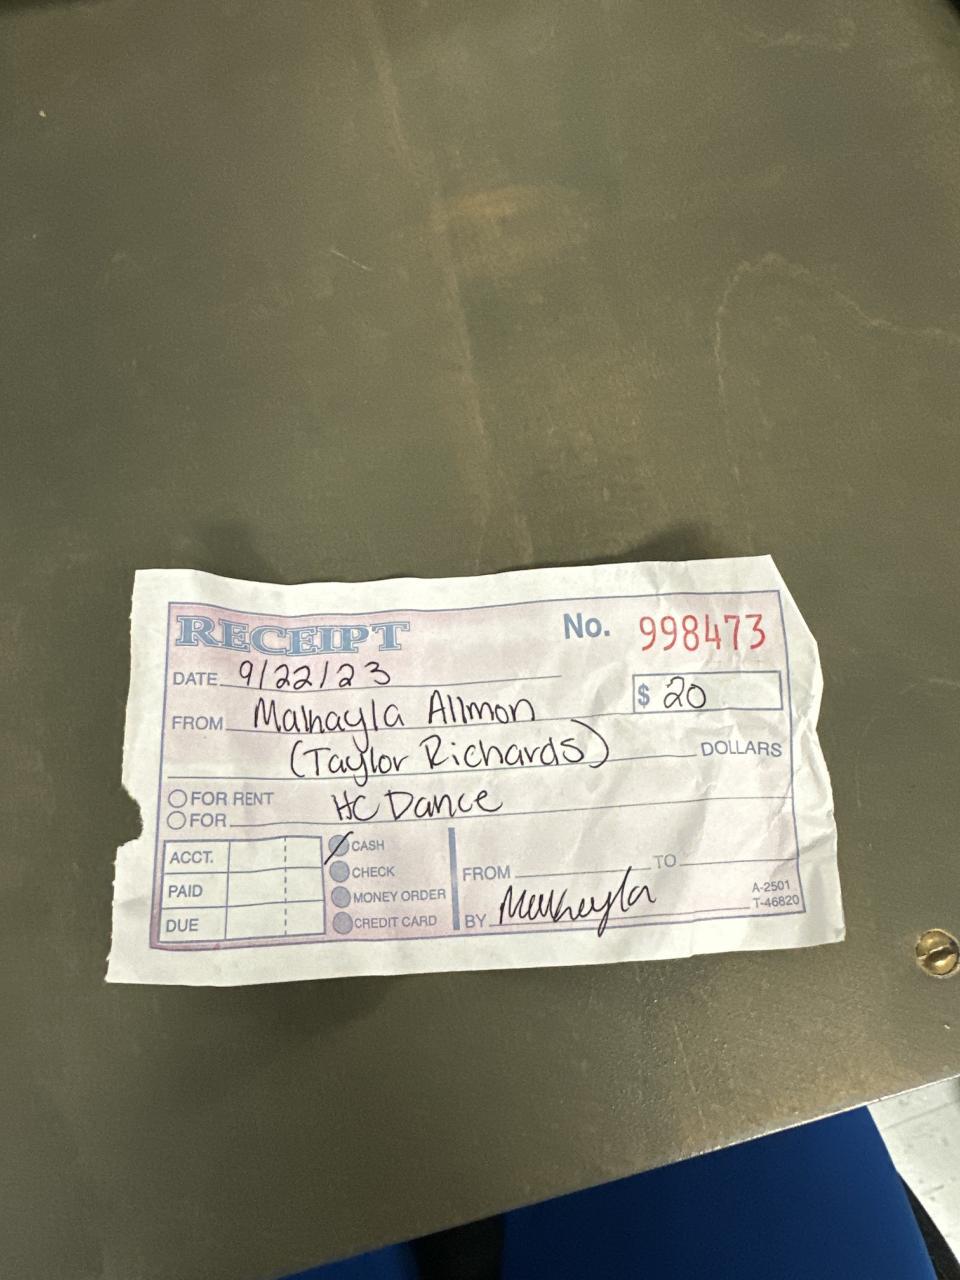 RECEIPT No. 998473
DATE 9/22/23
$ 20
FROM Malhayla Allmon
(Taylor Richards) DOLLARS
FOR RENT
FOR HC Dance
ACCT.
PAID
DUE
CASH
CHECK
MONEY ORDER
CREDIT CARD
FROM TO
BY Malhayla
A-2501
T-46820